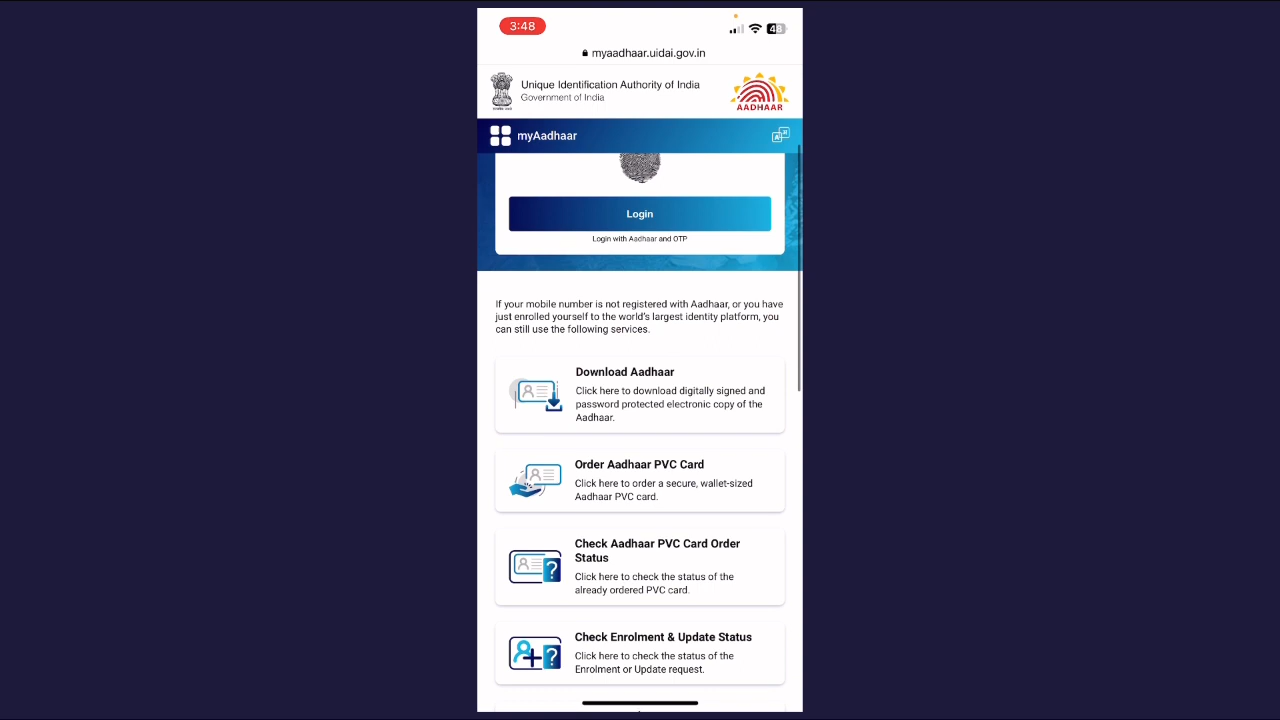 3:48
myaadhaar.uidai.gov.in
Unique Identification Authority of India
Government of India
AADHAAR
myAadhaar
Login
Login with Aadhaar and OTP
If your mobile number is not registered with Aadhaar, or you have
just enrolled yourself to the world's largest identity platform, you
can still use the following services.
Download Aadhaar
Click here to download digitally signed and
password protected electronic copy of the
Aadhaar.
Order Aadhaar PVC Card
Click here to order a secure, wallet-sized
Aadhaar PVC card.
Check Aadhaar PVC Card Order
Status
Click here to check the status of the
already ordered PVC card.
Check Enrolment & Update Status
Click here to check the status of the
Enrolment or Update request.